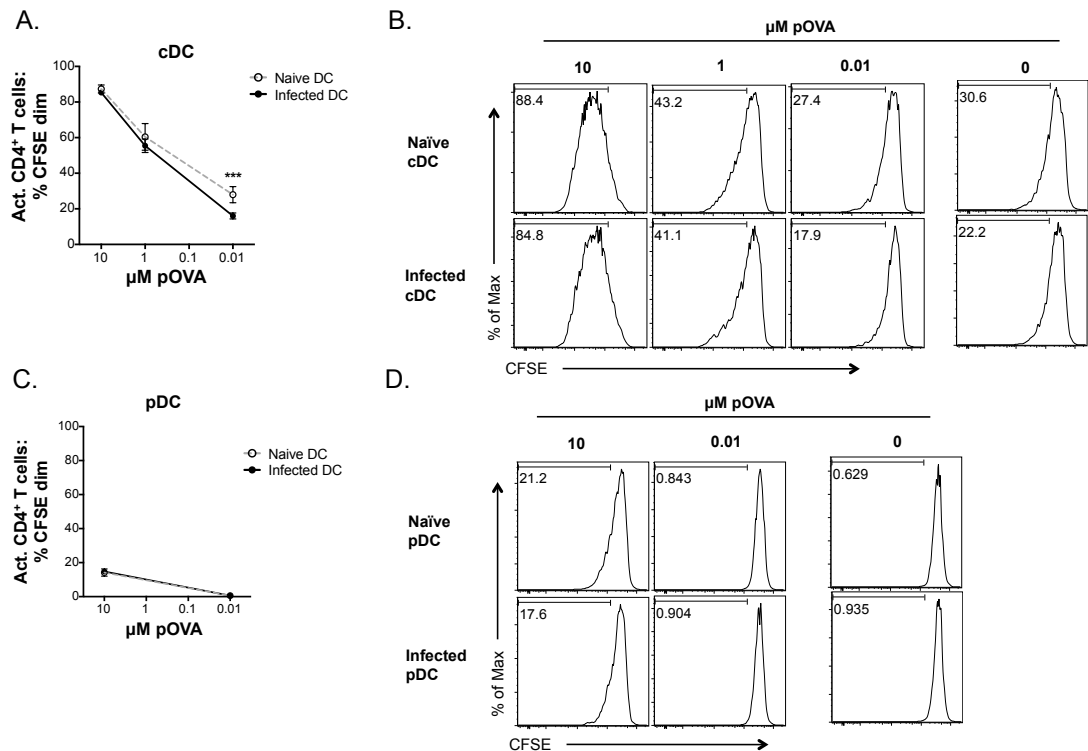 A.
cDC
100
80
60
40
20
0
Act. CD4⁺ T cells:
% CFSE dim
Naive DC
Infected DC
***
10 1 0.1 0.01
µM pOVA
B.
µM pOVA
10 1 0.01 0
Naïve
cDC
88.4 43.2 27.4 30.6
Infected
cDC
84.8 41.1 17.9 22.2
% of Max
CFSE
C.
pDC
100
80
60
40
20
0
Act. CD4⁺ T cells:
% CFSE dim
Naive DC
Infected DC
10 1 0.1 0.01
µM pOVA
D.
µM pOVA
10 0.01 0
Naïve
pDC
21.2 0.843 0.629
Infected
pDC
17.6 0.904 0.935
% of Max
CFSE